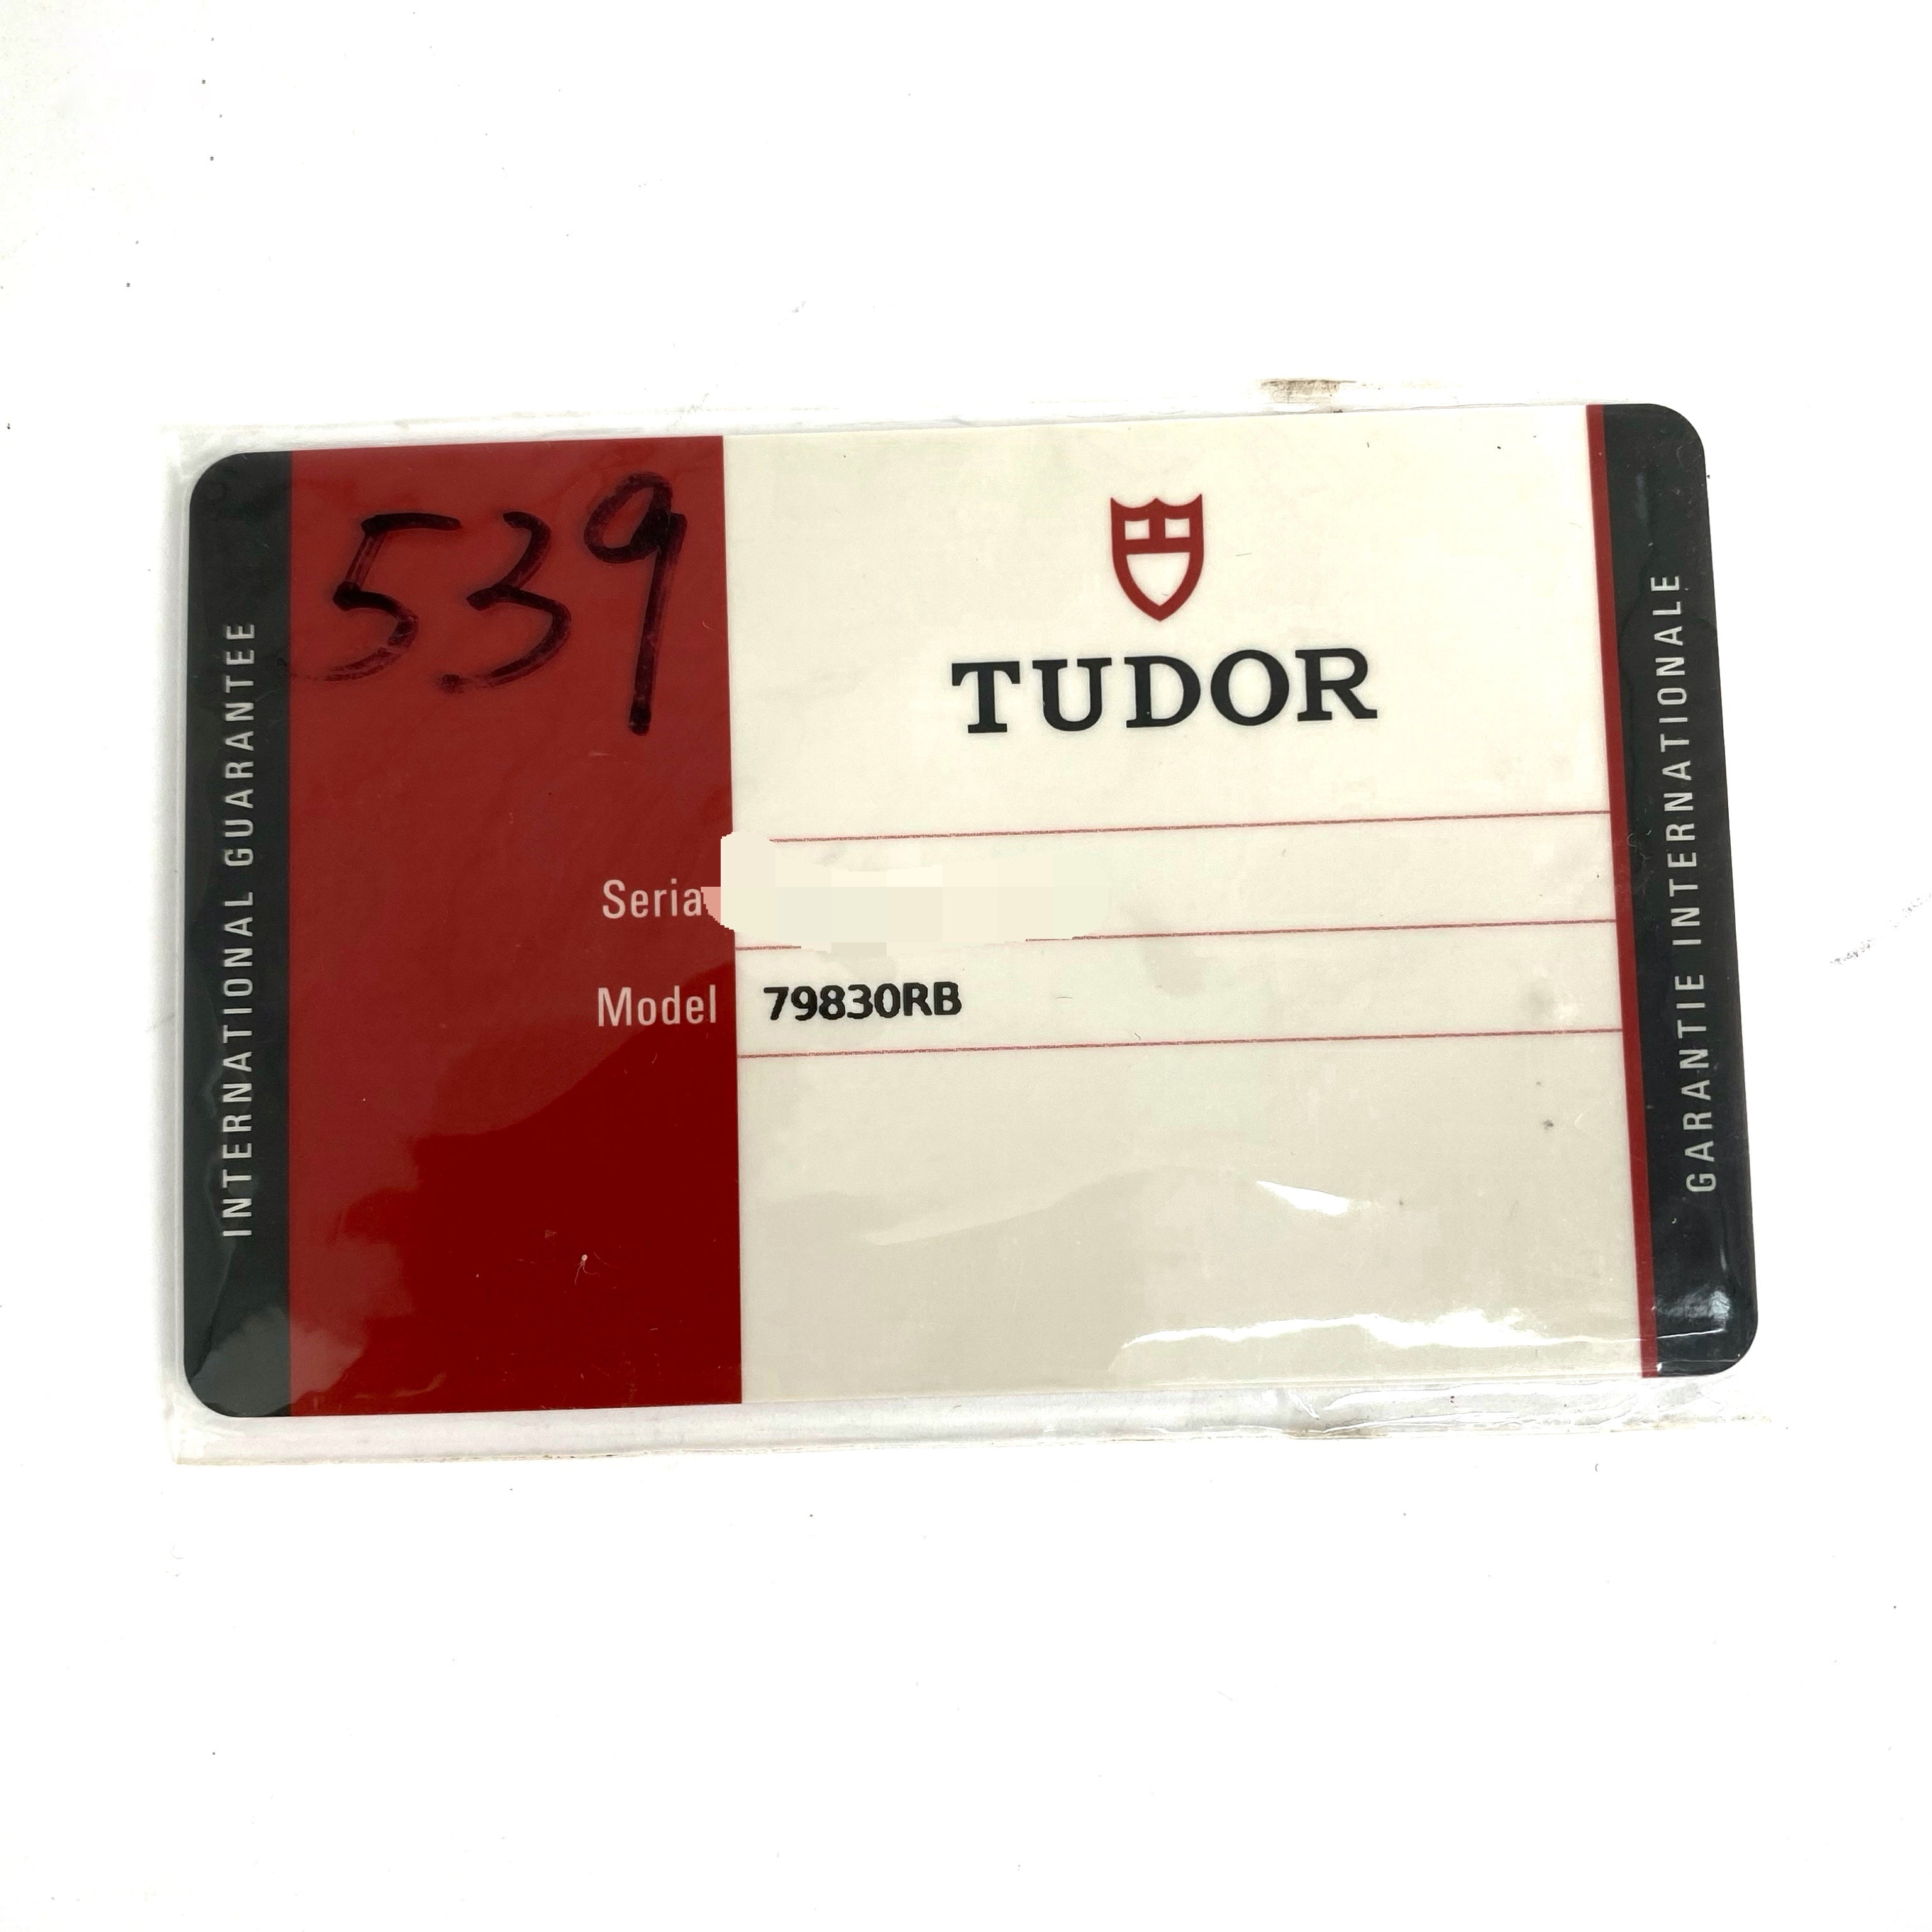 INTERNATIONAL GUARANTEE
539
TUDOR
Seria
Model 79830RB
GARANTIE INTERNATIONALE